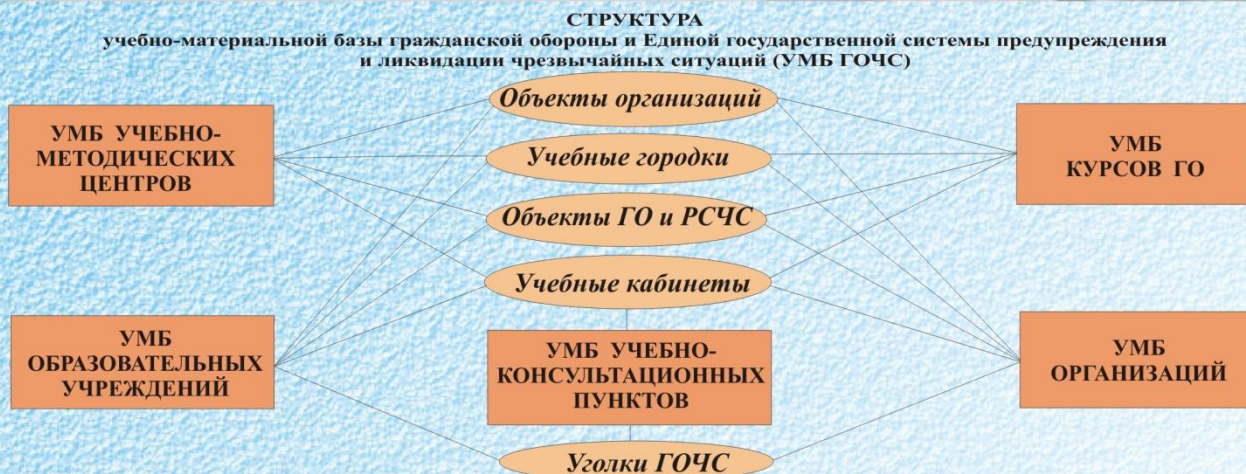 СТРУКТУРА
учебно-материальной базы гражданской обороны и Единой государственной системы предупреждения
и ликвидации чрезвычайных ситуаций (УМБ ГОЧС)
Объекты организаций
УМБ УЧЕБНО-
МЕТОДИЧЕСКИХ
ЦЕНТРОВ
Учебные городки
УМБ
КУРСОВ ГО
Объекты ГО и РСЧС
Учебные кабинеты
УМБ
ОБРАЗОВАТЕЛЬНЫХ
УЧРЕЖДЕНИЙ
УМБ УЧЕБНО-
КОНСУЛЬТАЦИОННЫХ
ПУНКТОВ
УМБ
ОРГАНИЗАЦИЙ
Уголки ГОЧС